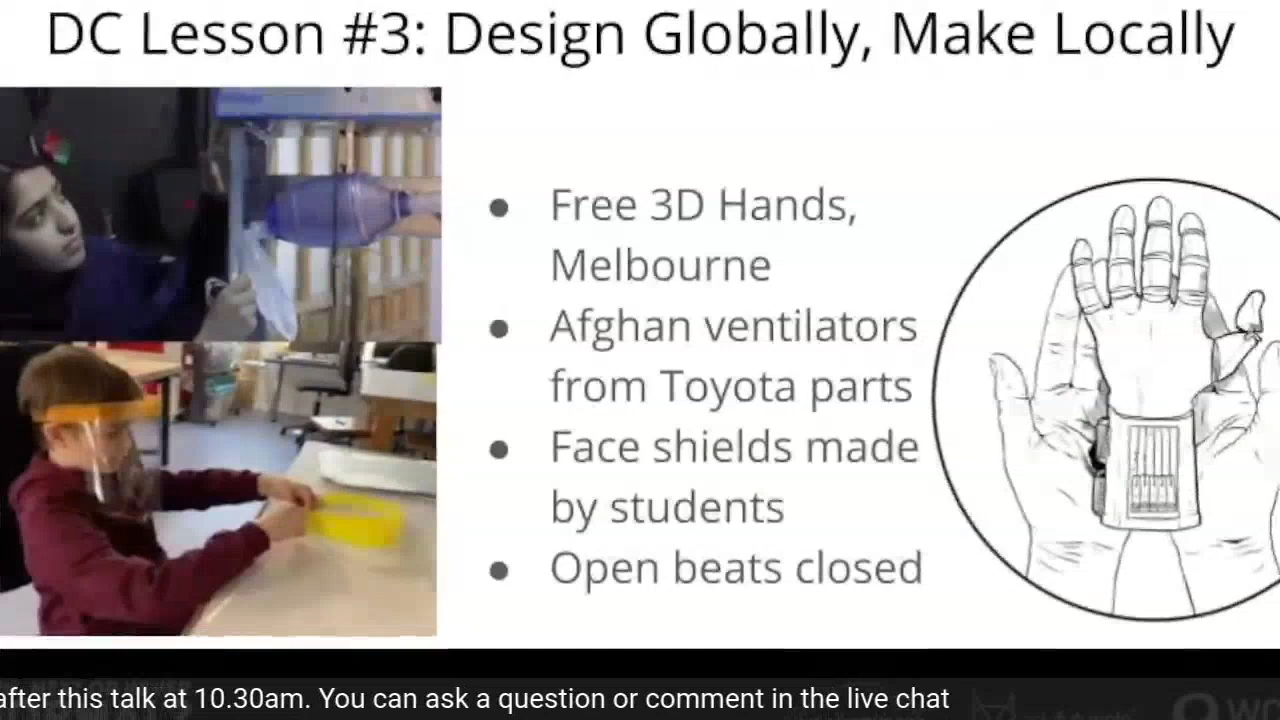 DC Lesson #3: Design Globally, Make Locally
● Free 3D Hands,
Melbourne
● Afghan ventilators
from Toyota parts
● Face shields made
by students
● Open beats closed
after this talk at 10.30am. You can ask a question or comment in the live chat